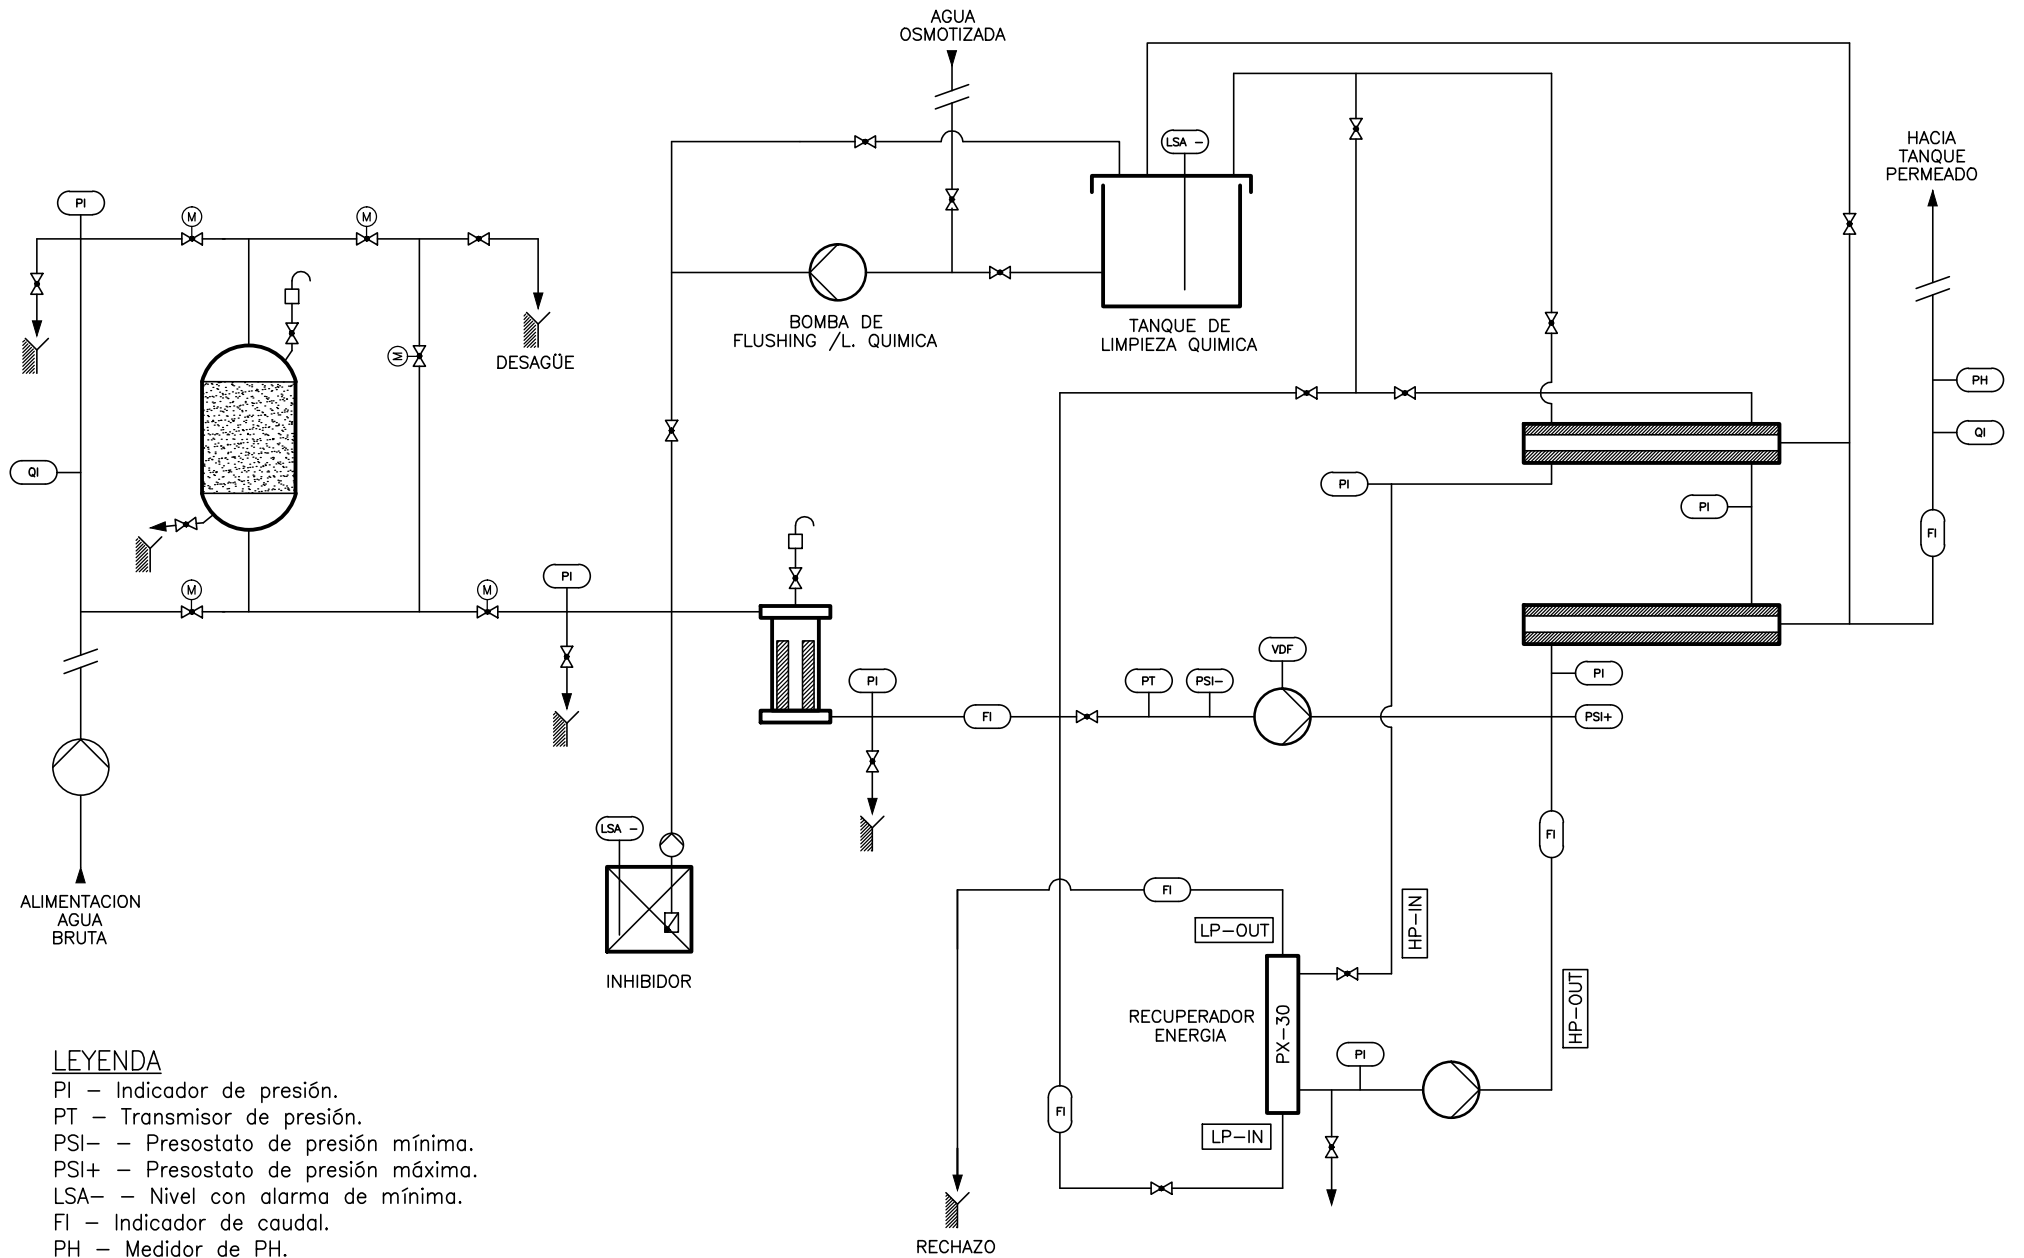 AGUA
OSMOTIZADA
HACIA
TANQUE
PERMEADO
LSA -
PI
M
M
DESAGÜE
BOMBA DE
FLUSHING /L. QUIMICA
TANQUE DE
LIMPIEZA QUIMICA
M
PH
QI
QI
PI
PI
FI
PI
M
M
VDF
PI
PT
PSI-
PI
FI
PSI+
LSA -
FI
ALIMENTACION
AGUA
BRUTA
INHIBIDOR
FI
LP-OUT
HP-IN
HP-OUT
RECUPERADOR
ENERGIA
PX-30
PI
FI
LP-IN
RECHAZO
LEYENDA
PI - Indicador de presión.
PT - Transmisor de presión.
PSI- - Presostato de presión mínima.
PSI+ - Presostato de presión máxima.
LSA- - Nivel con alarma de mínima.
FI - Indicador de caudal.
PH - Medidor de PH.